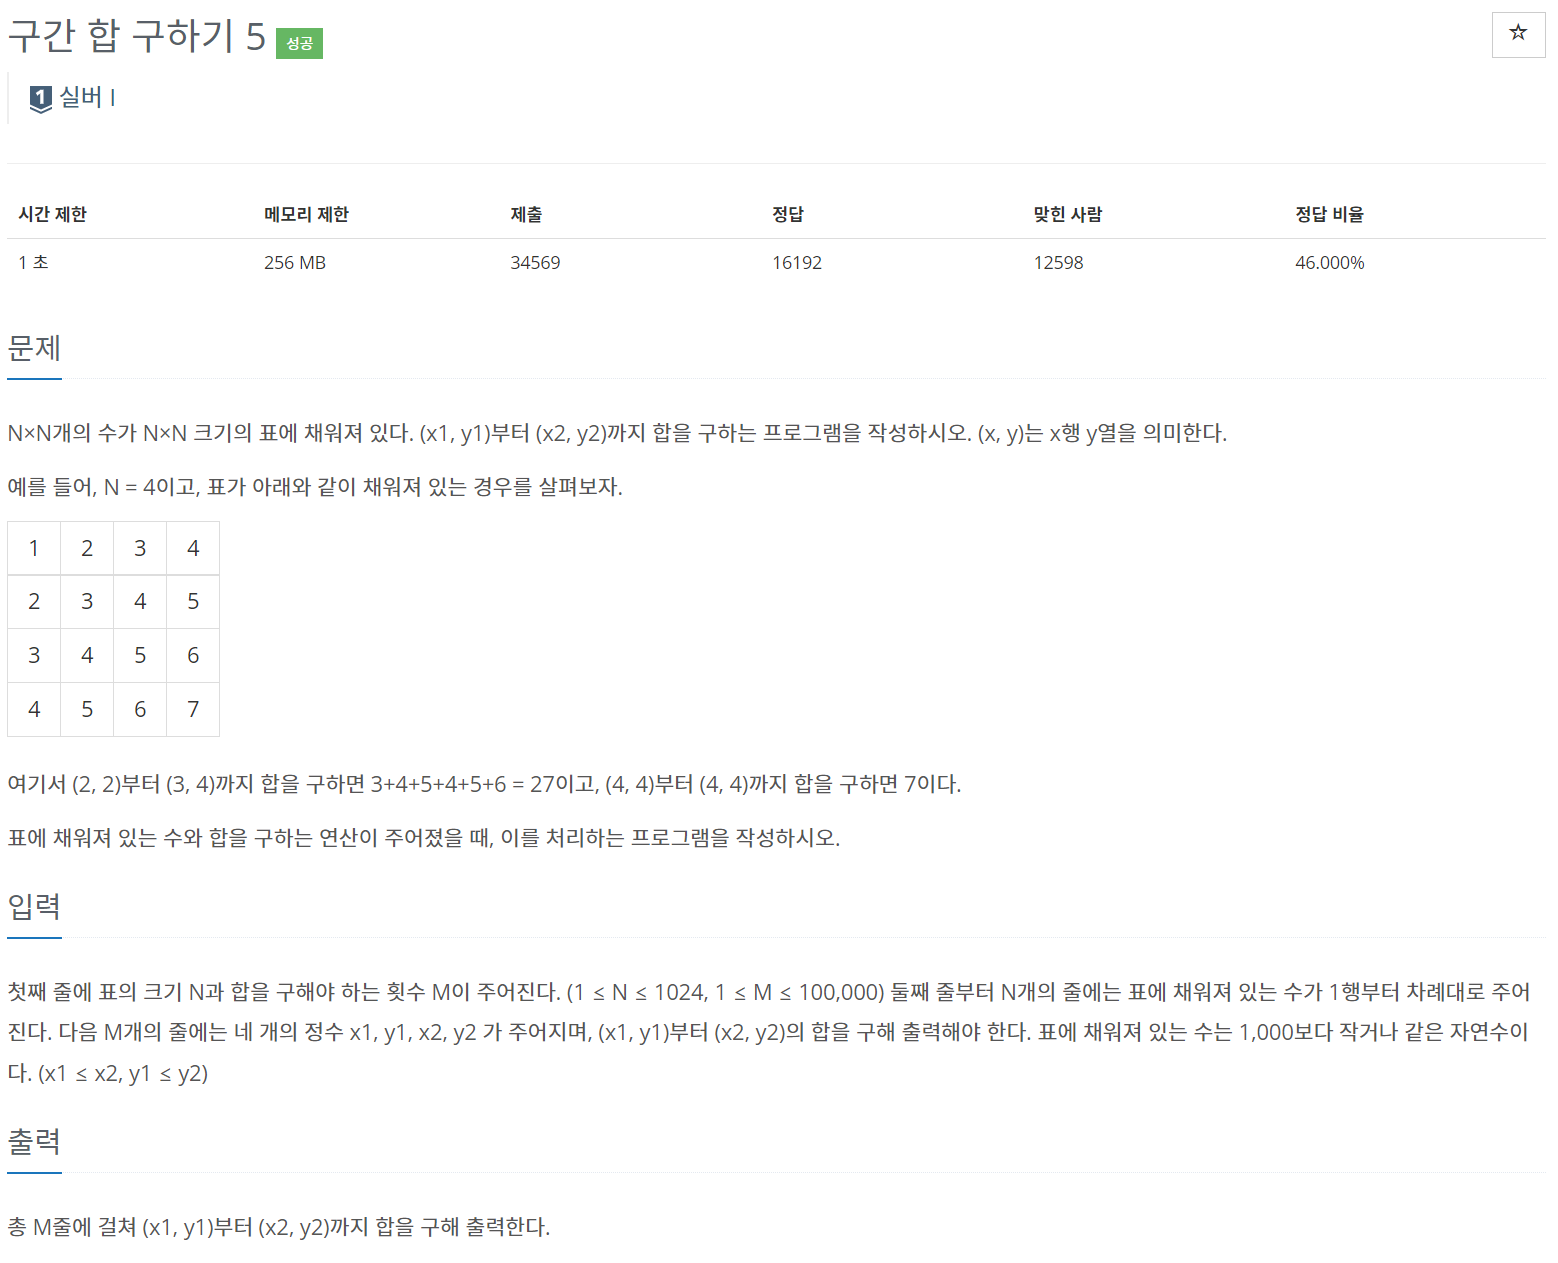 구간 합 구하기 5 성공
☆
1 실버 I
시간 제한 메모리 제한 제출 정답 맞힌 사람 정답 비율
1 초 256 MB 34569 16192 12598 46.000%
문제
N×N개의 수가 N×N 크기의 표에 채워져 있다. (x1, y1)부터 (x2, y2)까지 합을 구하는 프로그램을 작성하시오. (x, y)는 x행 y열을 의미한다.
예를 들어, N = 4이고, 표가 아래와 같이 채워져 있는 경우를 살펴보자.
1 2 3 4
2 3 4 5
3 4 5 6
4 5 6 7
여기서 (2, 2)부터 (3, 4)까지 합을 구하면 3+4+5+4+5+6 = 27이고, (4, 4)부터 (4, 4)까지 합을 구하면 7이다.
표에 채워져 있는 수와 합을 구하는 연산이 주어졌을 때, 이를 처리하는 프로그램을 작성하시오.
입력
첫째 줄에 표의 크기 N과 합을 구해야 하는 횟수 M이 주어진다. (1 ≤ N ≤ 1024, 1 ≤ M ≤ 100,000) 둘째 줄부터 N개의 줄에는 표에 채워져 있는 수가 1행부터 차례대로 주어
진다. 다음 M개의 줄에는 네 개의 정수 x1, y1, x2, y2 가 주어지며, (x1, y1)부터 (x2, y2)의 합을 구해 출력해야 한다. 표에 채워져 있는 수는 1,000보다 작거나 같은 자연수이
다. (x1 ≤ x2, y1 ≤ y2)
출력
총 M줄에 걸쳐 (x1, y1)부터 (x2, y2)까지 합을 구해 출력한다.